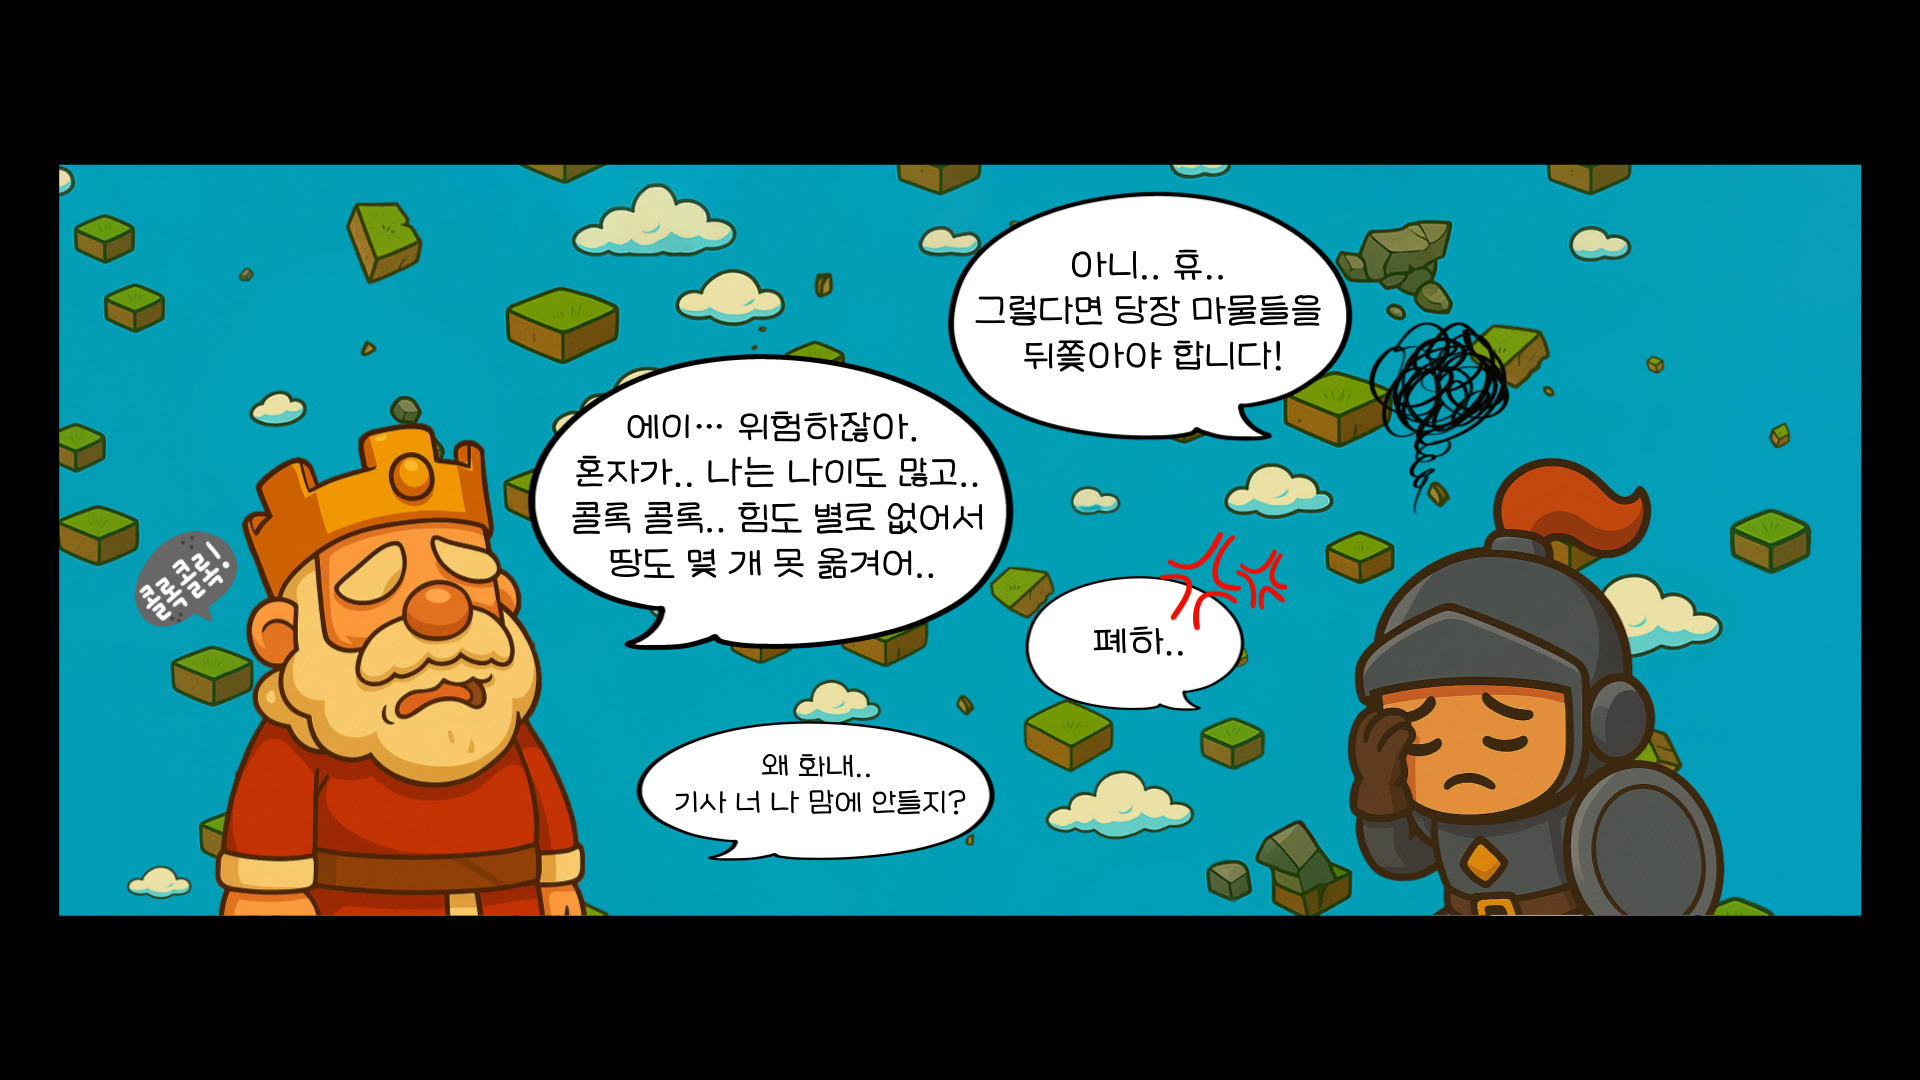 아니.. 휴..
그렇다면 당장 마물들을
뒤쫓아야 합니다!
에이… 위험하잖아.
혼자가.. 나는 나이도 많고..
콜록 콜록.. 힘도 별로 없어서
땅도 몇 개 못 옮겨어..
콜록콜록!
폐하..
왜 화내..
기사 너 나 맘에 안들지?